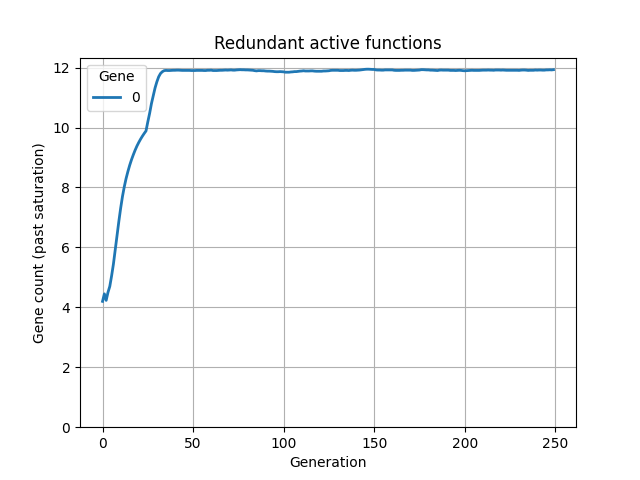 Redundant active functions
Gene
0
Gene count (past saturation)
12
10
8
6
4
2
0
0 50 100 150 200 250
Generation